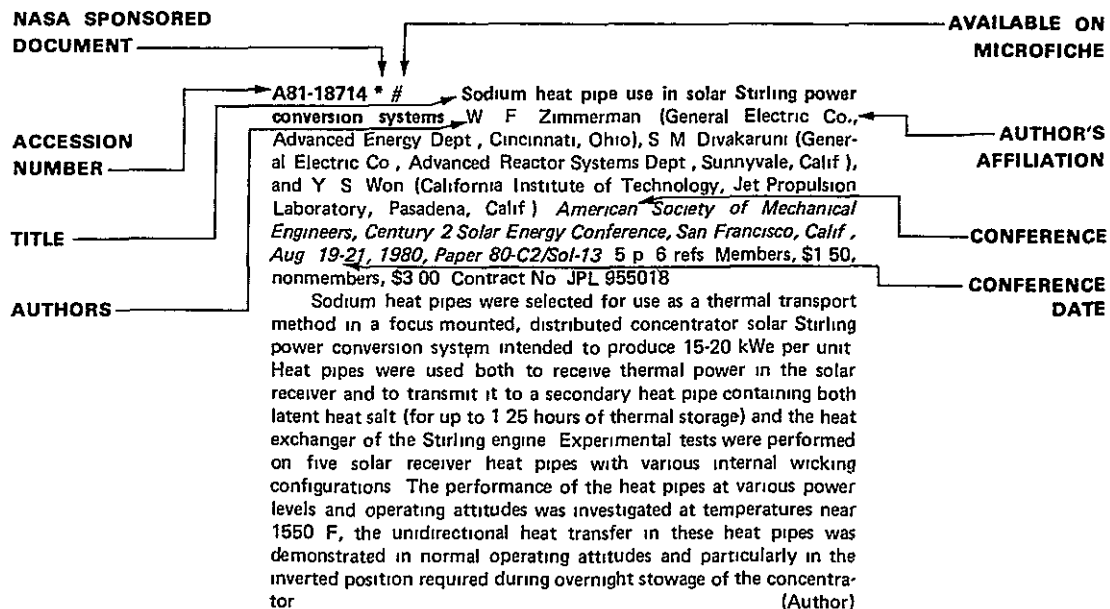 NASA SPONSORED
DOCUMENT
AVAILABLE ON
MICROFICHE
A81-18714 * #
Sodium heat pipe use in solar Stirling power
conversion systems W F Zimmerman (General Electric Co.,
Advanced Energy Dept , Cincinnati, Ohio), S M Divakaruni (Gener-
al Electric Co , Advanced Reactor Systems Dept , Sunnyvale, Calif ),
and Y S Won (California Institute of Technology, Jet Propulsion
Laboratory, Pasadena, Calif ) American Society of Mechanical
Engineers, Century 2 Solar Energy Conference, San Francisco, Calif ,
Aug 19-21, 1980, Paper 80-C2/Sol-13 5 p 6 refs Members, $1 50,
nonmembers, $3 00 Contract No JPL 955018
ACCESSION
NUMBER
AUTHOR'S
AFFILIATION
TITLE
CONFERENCE
AUTHORS
CONFERENCE
DATE
Sodium heat pipes were selected for use as a thermal transport
method in a focus mounted, distributed concentrator solar Stirling
power conversion system intended to produce 15-20 kWe per unit
Heat pipes were used both to receive thermal power in the solar
receiver and to transmit it to a secondary heat pipe containing both
latent heat salt (for up to 1 25 hours of thermal storage) and the heat
exchanger of the Stirling engine Experimental tests were performed
on five solar receiver heat pipes with various internal wicking
configurations The performance of the heat pipes at various power
levels and operating attitudes was investigated at temperatures near
1550 F, the unidirectional heat transfer in these heat pipes was
demonstrated in normal operating attitudes and particularly in the
inverted position required during overnight stowage of the concentra-
tor (Author)